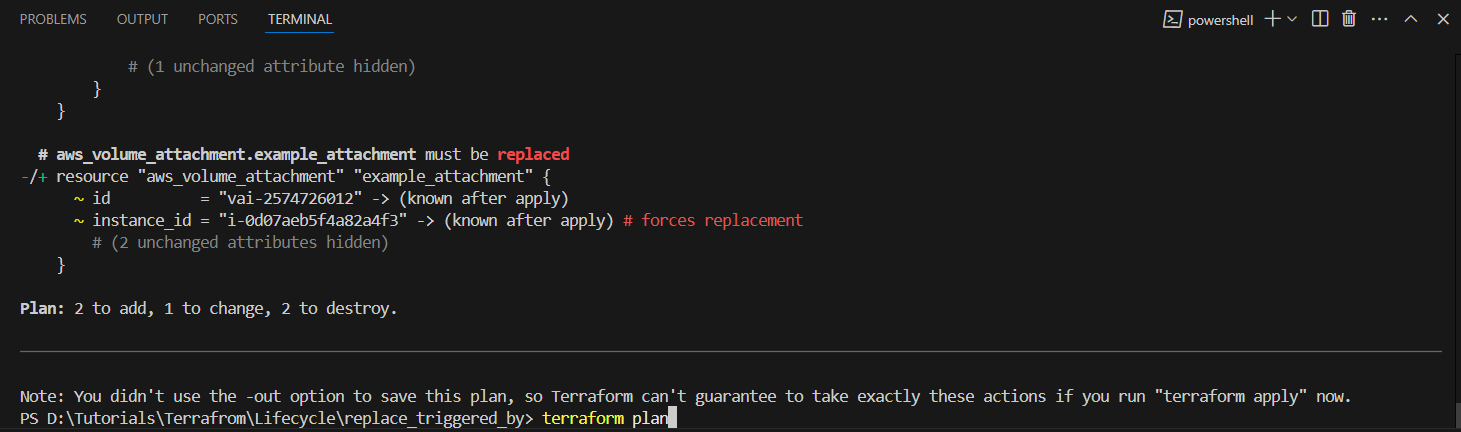 PROBLEMS OUTPUT PORTS TERMINAL powershell
# (1 unchanged attribute hidden)
}
}
# aws_volume_attachment.example_attachment must be replaced
-/+ resource "aws_volume_attachment" "example_attachment" {
~ id = "vai-2574726012" -> (known after apply)
~ instance_id = "i-0d07aeb5f4a82a4f3" -> (known after apply) # forces replacement
# (2 unchanged attributes hidden)
}
Plan: 2 to add, 1 to change, 2 to destroy.
Note: You didn't use the -out option to save this plan, so Terraform can't guarantee to take exactly these actions if you run "terraform apply" now.
PS D:\Tutorials\Terrafrom\Lifecycle\replace_triggered_by> terraform plan